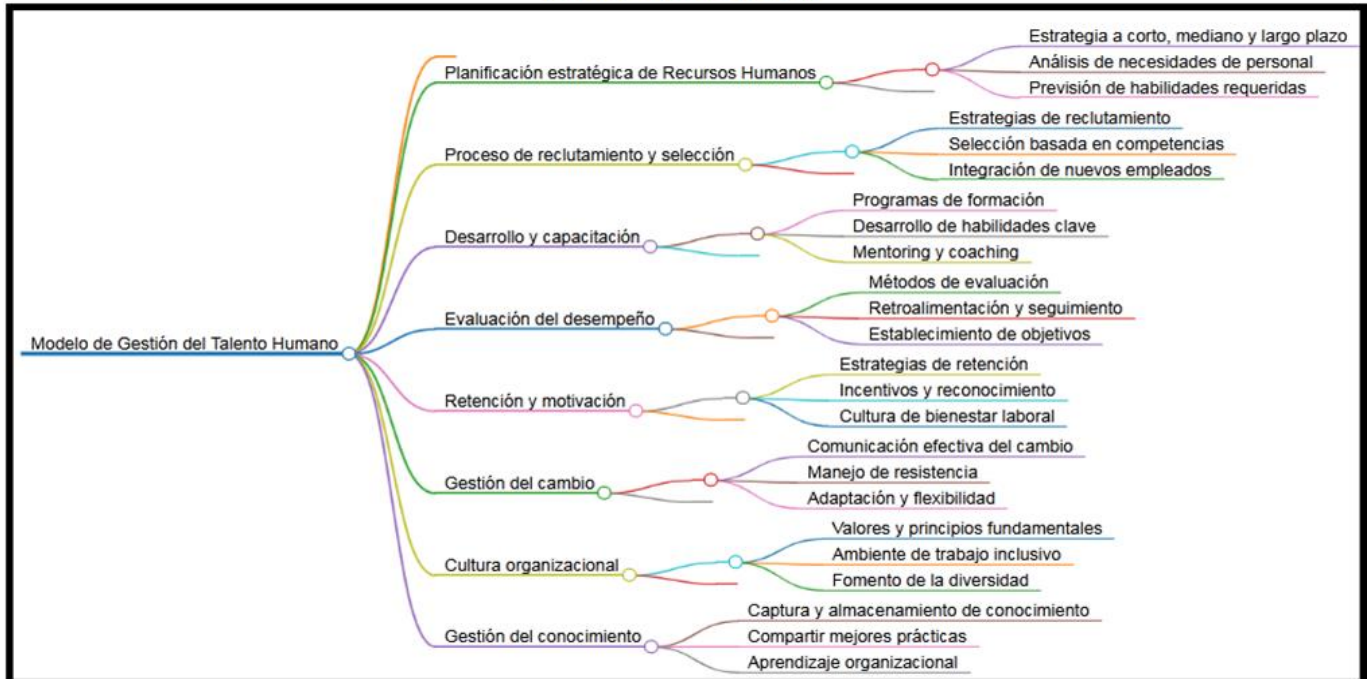 Modelo de Gestión del Talento Humano
Planificación estratégica de Recursos Humanos
Estrategia a corto, mediano y largo plazo
Análisis de necesidades de personal
Previsión de habilidades requeridas
Proceso de reclutamiento y selección
Estrategias de reclutamiento
Selección basada en competencias
Integración de nuevos empleados
Desarrollo y capacitación
Programas de formación
Desarrollo de habilidades clave
Mentoring y coaching
Evaluación del desempeño
Métodos de evaluación
Retroalimentación y seguimiento
Establecimiento de objetivos
Retención y motivación
Estrategias de retención
Incentivos y reconocimiento
Cultura de bienestar laboral
Gestión del cambio
Comunicación efectiva del cambio
Manejo de resistencia
Adaptación y flexibilidad
Cultura organizacional
Valores y principios fundamentales
Ambiente de trabajo inclusivo
Fomento de la diversidad
Gestión del conocimiento
Captura y almacenamiento de conocimiento
Compartir mejores prácticas
Aprendizaje organizacional